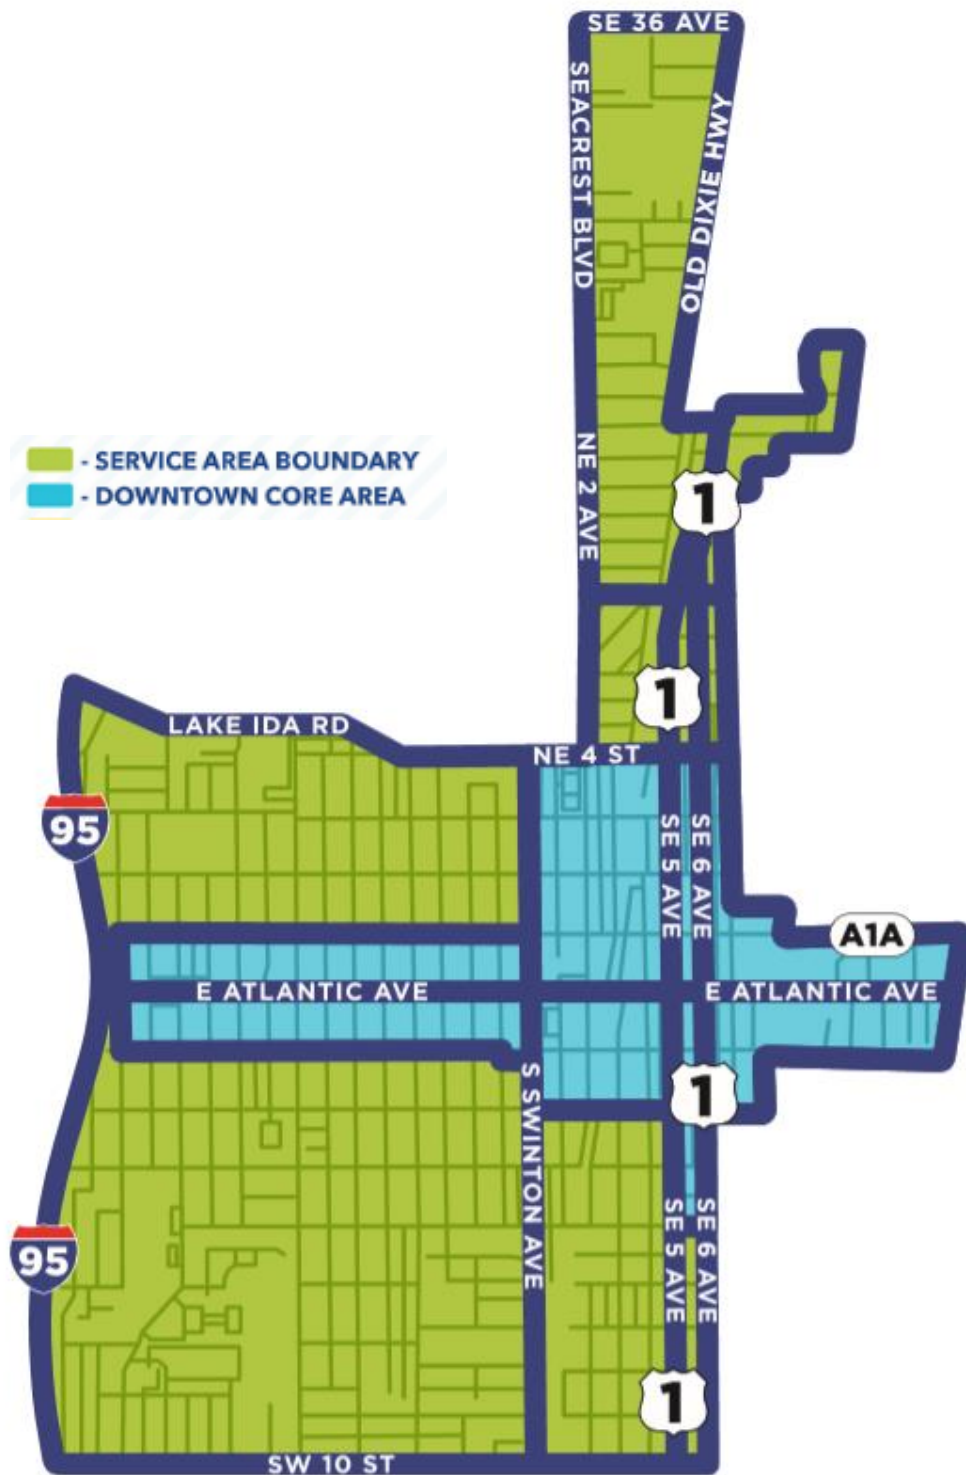 SE 36 AVE
SEACREST BLVD
OLD DIXIE HWY
- SERVICE AREA BOUNDARY
- DOWNTOWN CORE AREA
NE 2 AVE
1
1
LAKE IDA RD
NE 4 ST
95
SE 5 AVE
SE 6 AVE
A1A
E ATLANTIC AVE
E ATLANTIC AVE
1
S SWINTON AVE
SE 5 AVE
SE 6 AVE
95
1
SW 10 ST